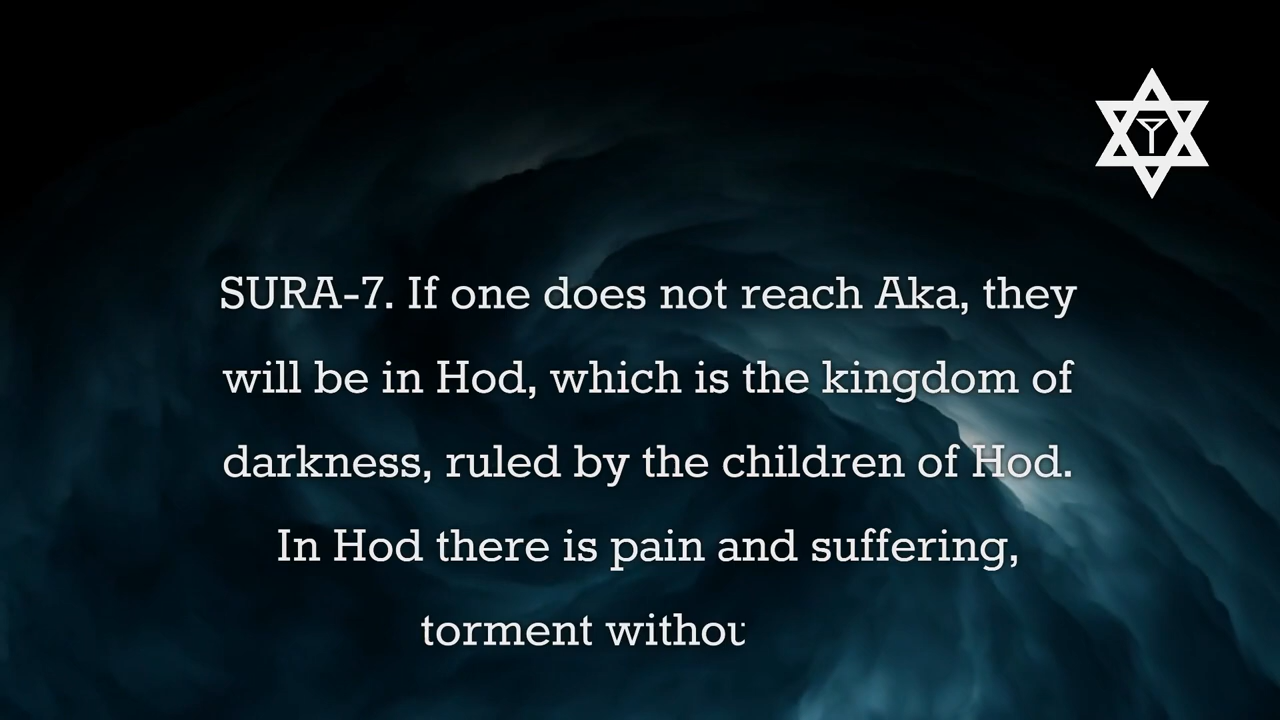 SURA-7. If one does not reach Aka, they
will be in Hod, which is the kingdom of
darkness, ruled by the children of Hod.
In Hod there is pain and suffering,
torment